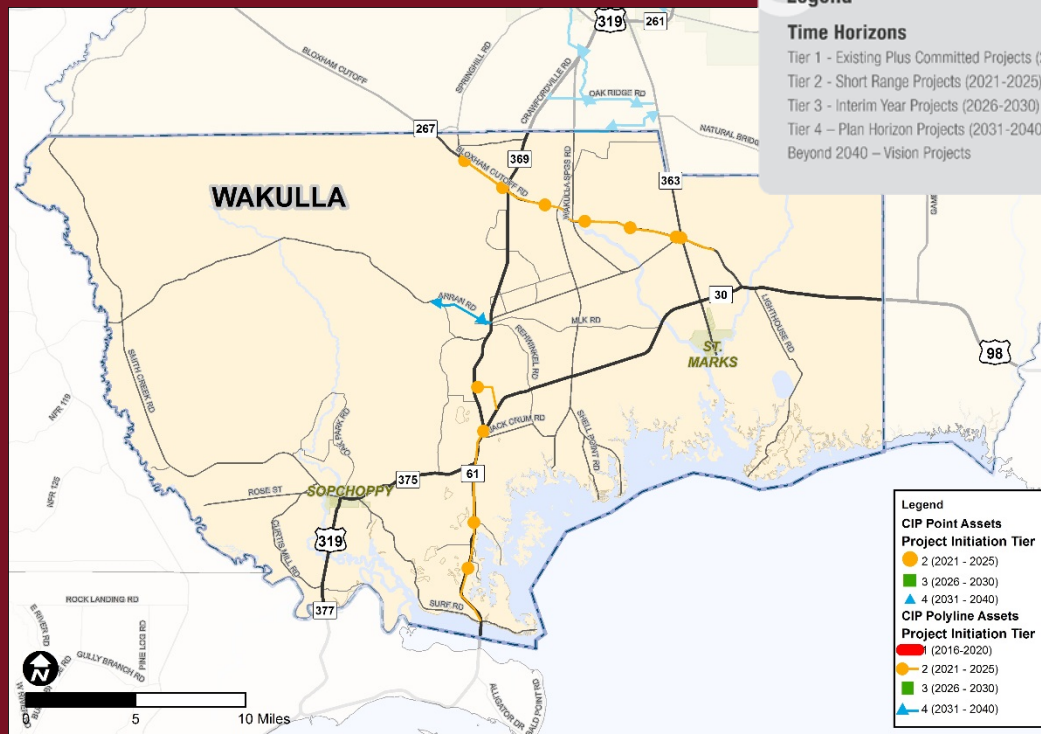 Legend
Time Horizons
Tier 1 - Existing Plus Committed Projects
Tier 2 - Short Range Projects (2021-2025)
Tier 3 - Interim Year Projects (2026-2030)
Tier 4 – Plan Horizon Projects (2031-2040
Beyond 2040 – Vision Projects
319
261
BLOXHAM CUTOFF
SPRINGHILL RD
CRAWFORDVILLE RD
OAK RIDGE RD
NATURAL BRIDG
267
369
BLOXHAM CUTOFF RD
WAKULLA SPGS RD
363
WAKULLA
ARRAN RD
MLK RD
REHWINKEL RD
30
LIGHTHOUSE RD
98
ST.
MARKS
SMITH CREEK RD
NFR 119
NFR 125
JACK CRUM RD
SHELL POINT RD
OAK PARK RD
375
61
ROSE ST
SOPCHOPPY
319
CURTIS MILL RD
377
SURF RD
ROCK LANDING RD
E RIVER RD
PINE LOG RD
GULLY BRANCH RD
ALLIGATOR DR
BALD POINT RD
N
0 5 10 Miles
Legend
CIP Point Assets
Project Initiation Tier
2 (2021 - 2025)
3 (2026 - 2030)
4 (2031 - 2040)
CIP Polyline Assets
Project Initiation Tier
1 (2016-2020)
2 (2021 - 2025)
3 (2026 - 2030)
4 (2031 - 2040)